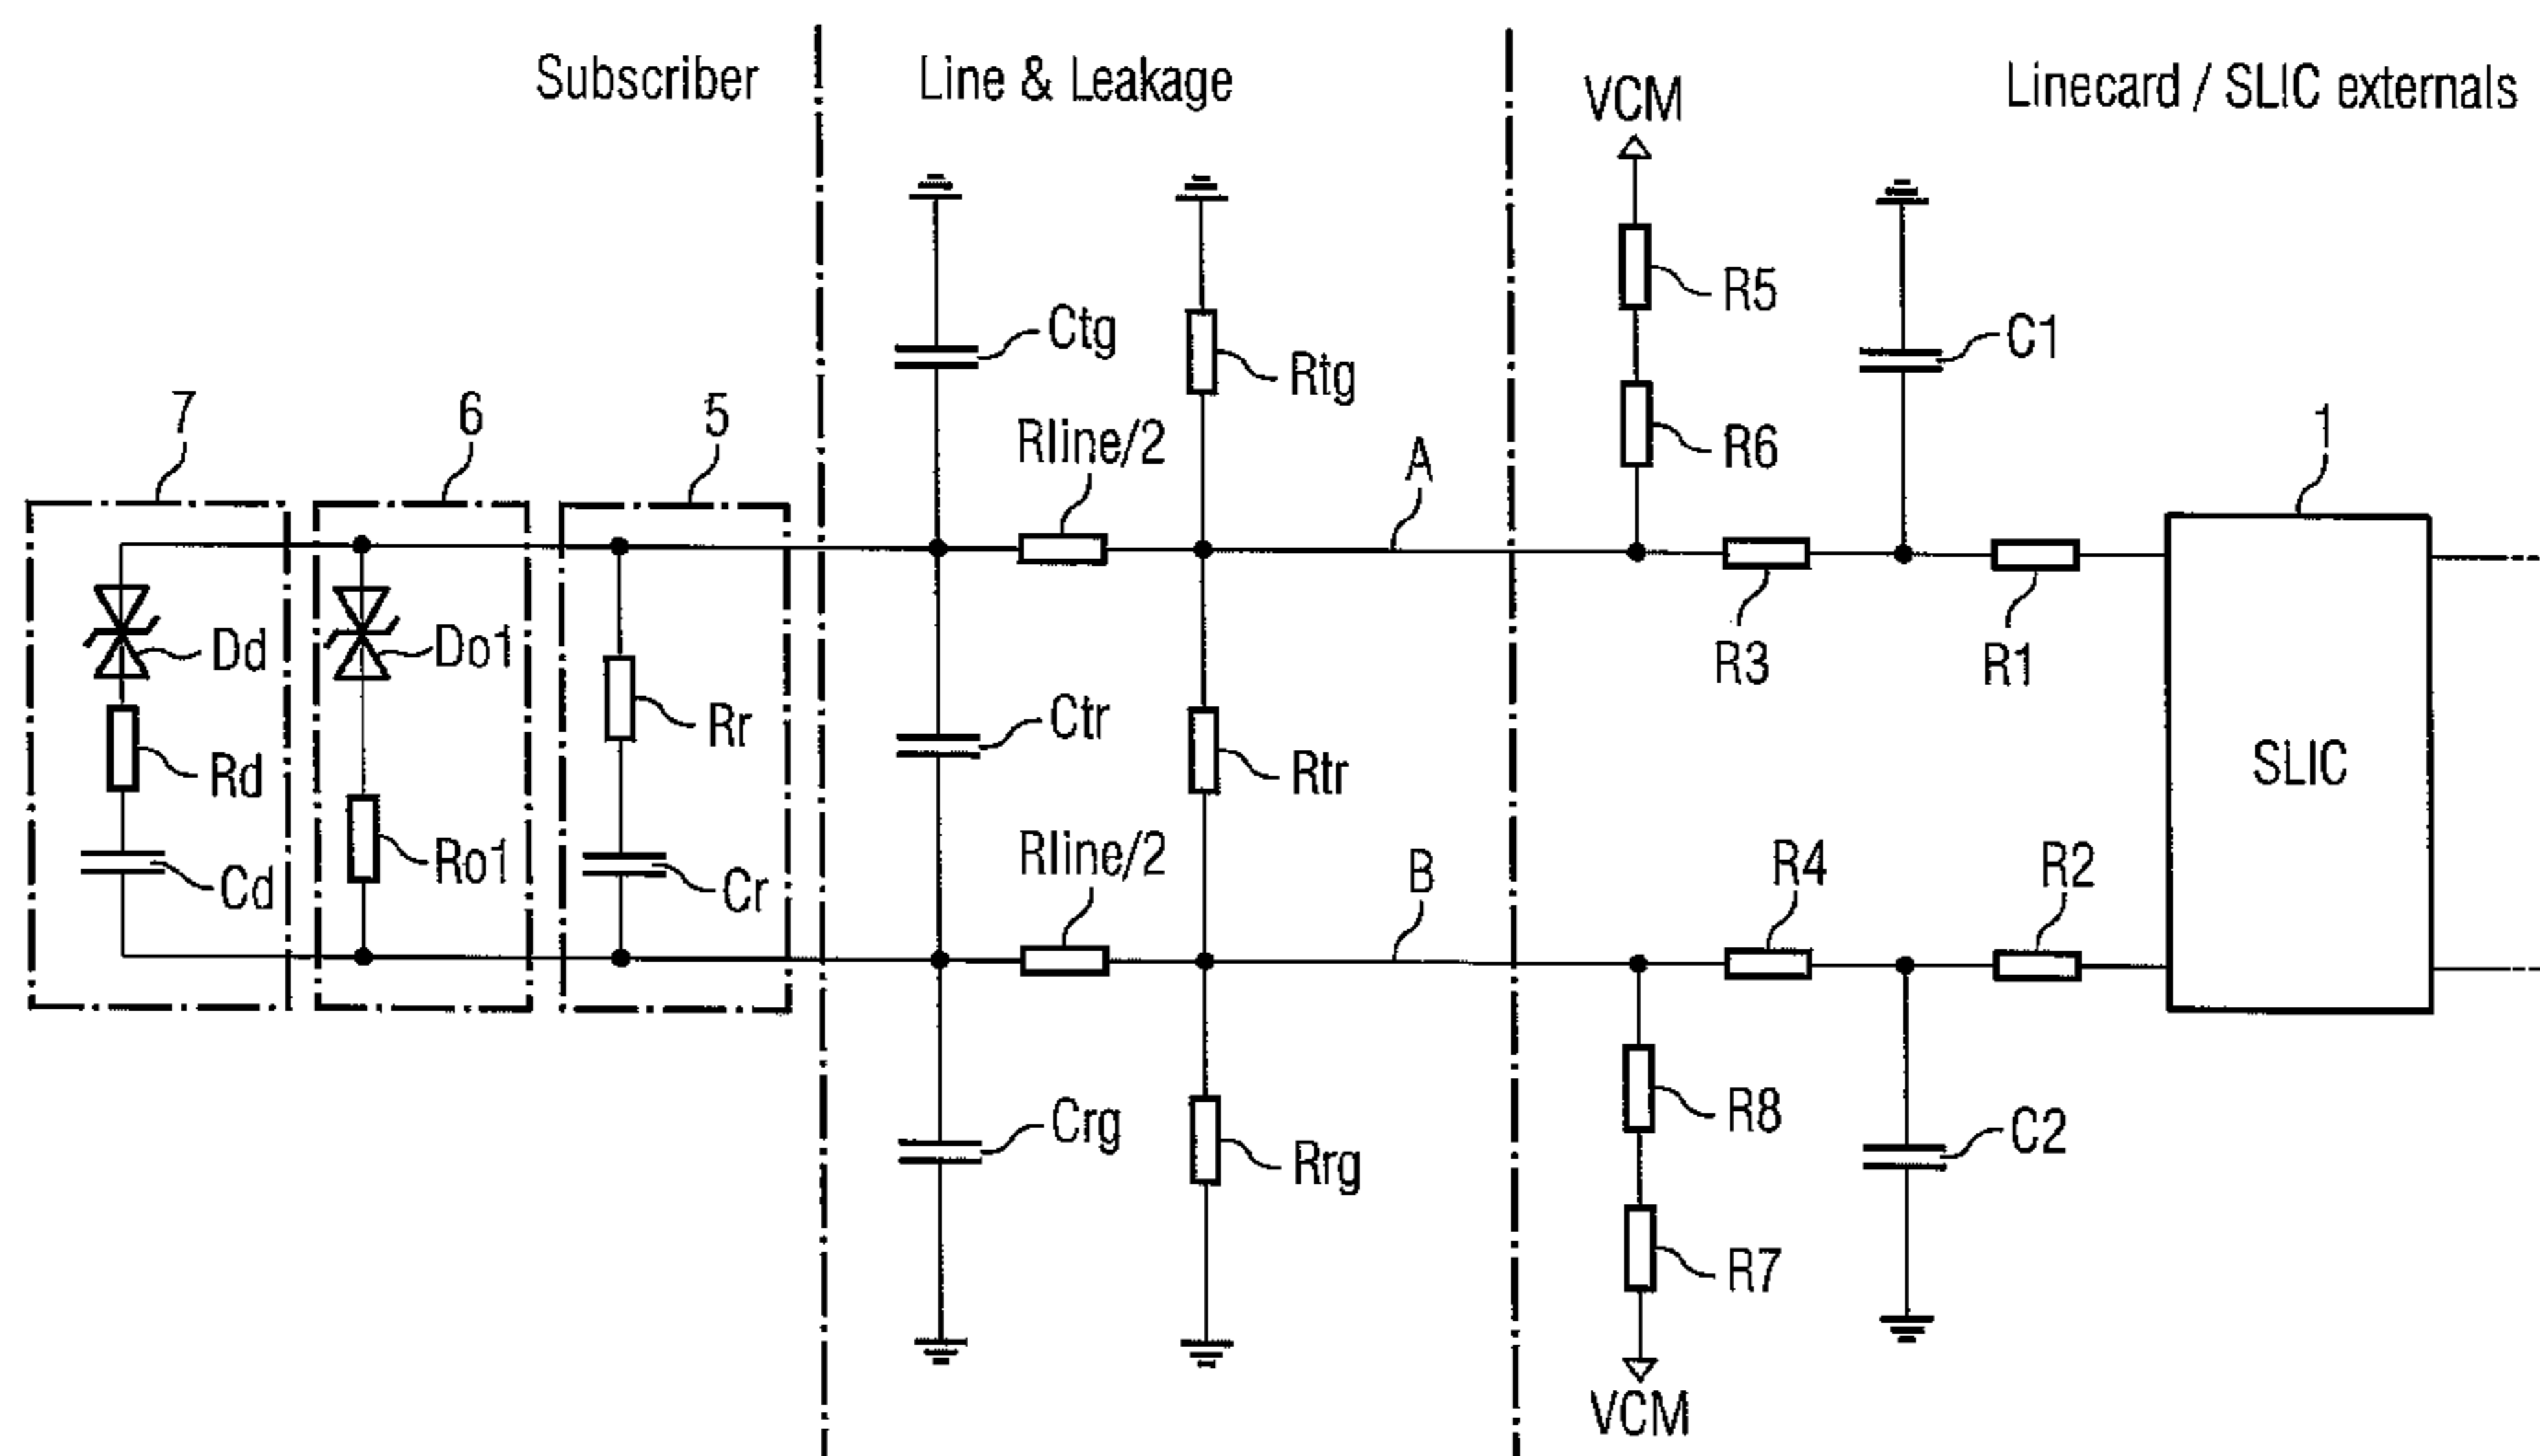 Subscriber
Line & Leakage
Linecard / SLIC externals
VCM
R5
Ctg
C1
Rtg
7
6
5
Rline/2
A
R6
1
Dd
Do1
R3
R1
Rr
Ctr
Rd
Rtr
SLIC
Rline/2
B
R4
R2
Ro1
Cd
Cr
Crg
R8
C2
Rrg
R7
VCM